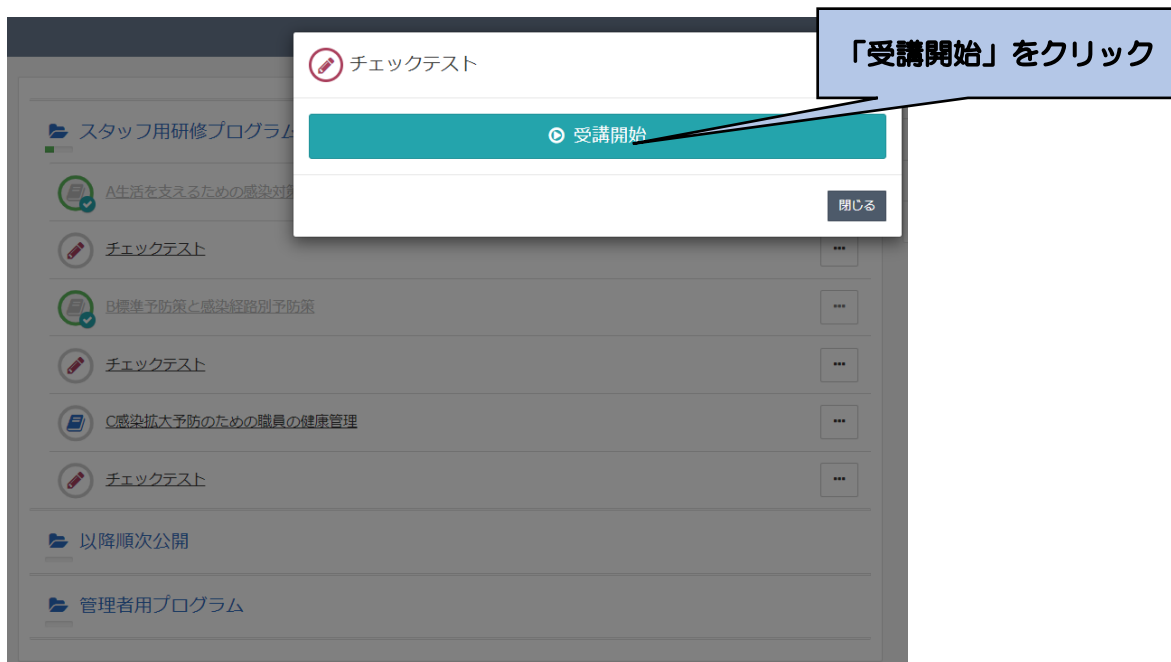 「受講開始」をクリック
チェックテスト
受講開始
閉じる
スタッフ用研修プログラム
A生活を支えるための感染対
チェックテスト
B標準予防策と感染経路別予防策
チェックテスト
C感染拡大予防のための職員の健康管理
チェックテスト
以降順次公開
管理者用プログラム